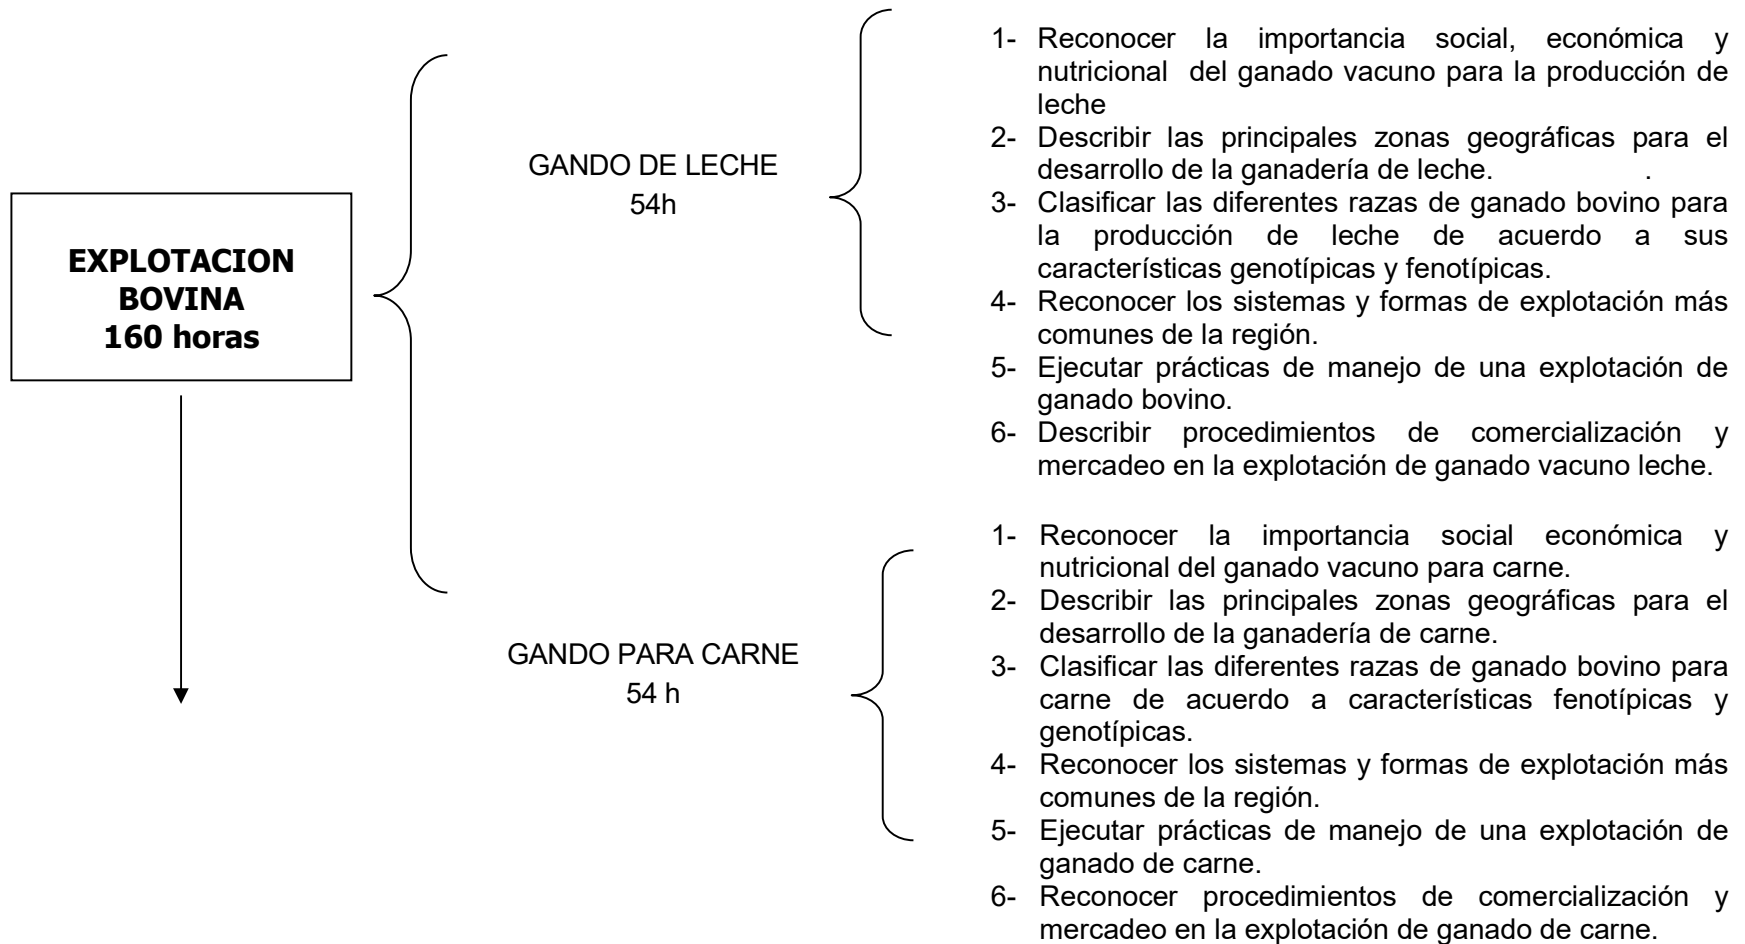 EXPLOTACION
BOVINA
160 horas
GANDO DE LECHE
54h
1- Reconocer la importancia social, económica y
nutricional del ganado vacuno para la producción de
leche
2- Describir las principales zonas geográficas para el
desarrollo de la ganadería de leche. .
3- Clasificar las diferentes razas de ganado bovino para
la producción de leche de acuerdo a sus
características genotípicas y fenotípicas.
4- Reconocer los sistemas y formas de explotación más
comunes de la región.
5- Ejecutar prácticas de manejo de una explotación de
ganado bovino.
6- Describir procedimientos de comercialización y
mercadeo en la explotación de ganado vacuno leche.
GANDO PARA CARNE
54 h
1- Reconocer la importancia social económica y
nutricional del ganado vacuno para carne.
2- Describir las principales zonas geográficas para el
desarrollo de la ganadería de carne.
3- Clasificar las diferentes razas de ganado bovino para
carne de acuerdo a características fenotípicas y
genotípicas.
4- Reconocer los sistemas y formas de explotación más
comunes de la región.
5- Ejecutar prácticas de manejo de una explotación de
ganado de carne.
6- Reconocer procedimientos de comercialización y
mercadeo en la explotación de ganado de carne.